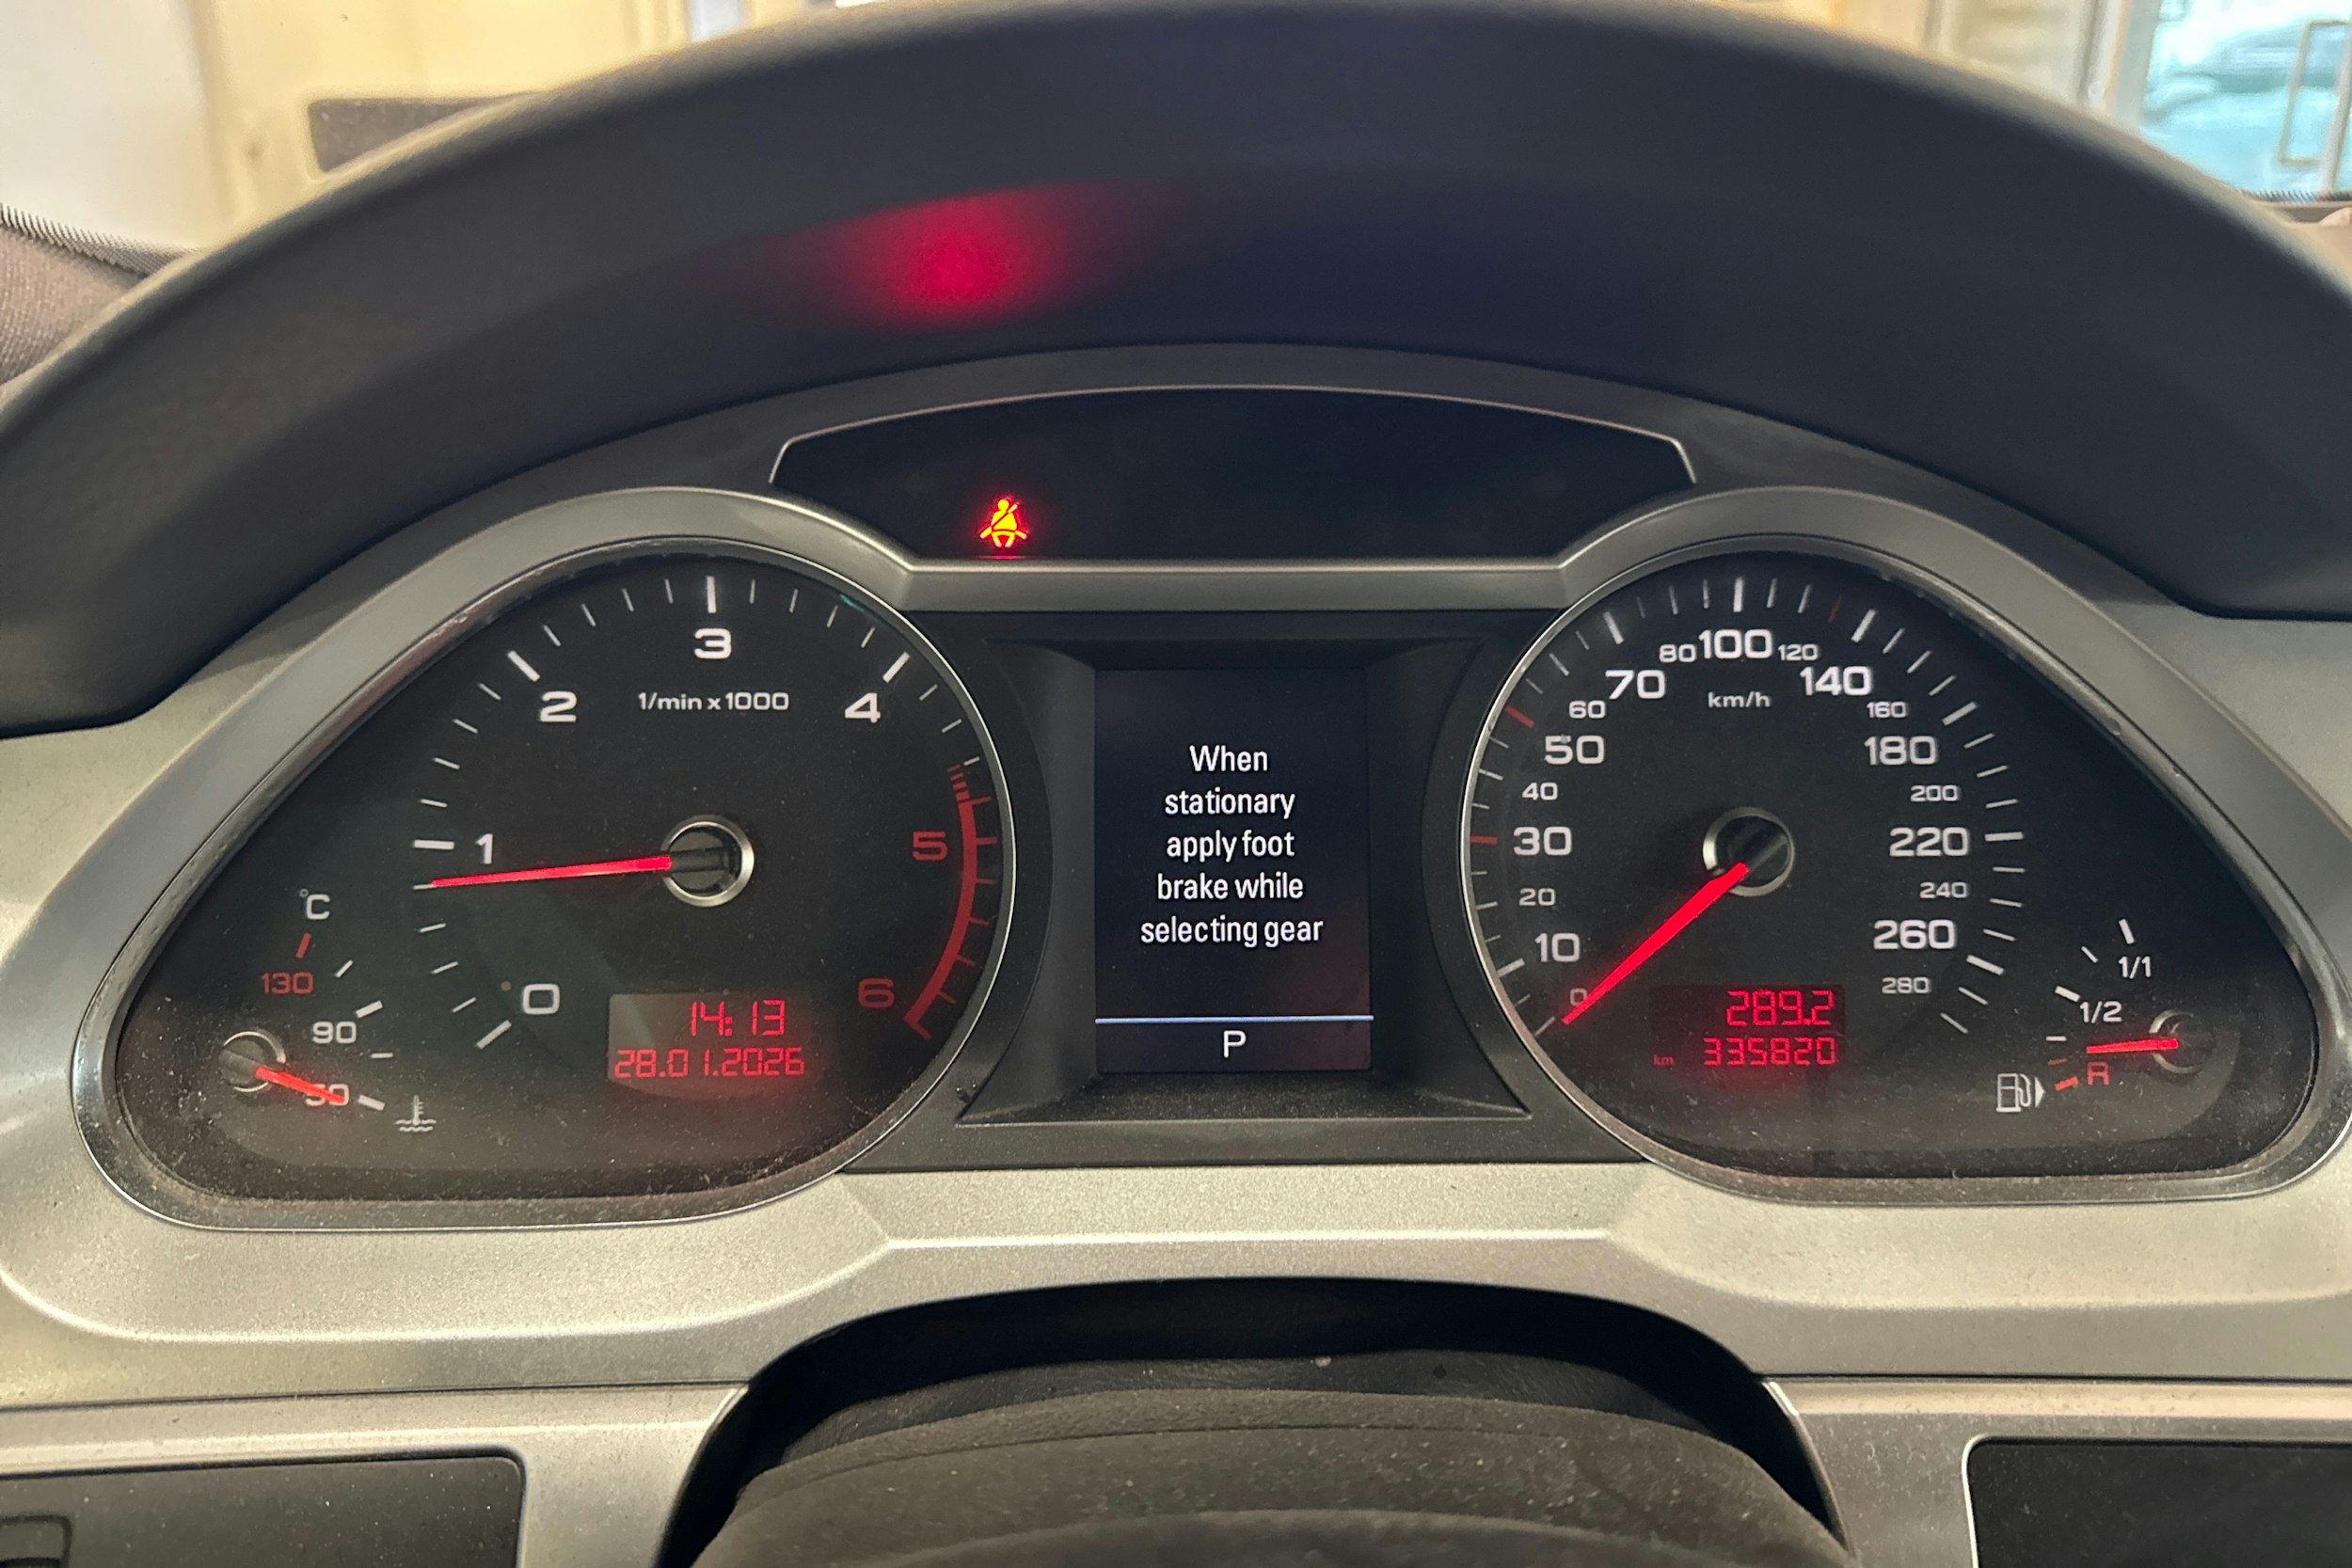 3
2
4
1/min x 1000
1
5
0
6
°C
130
90
50
14:13
28.01.2026
When
stationary
apply foot
brake while
selecting gear
P
80 100 120
70 140
km/h
60 160
50 180
40 200
30 220
20 240
10 260
0 280
289.2
km 335820
1/1
1/2
R